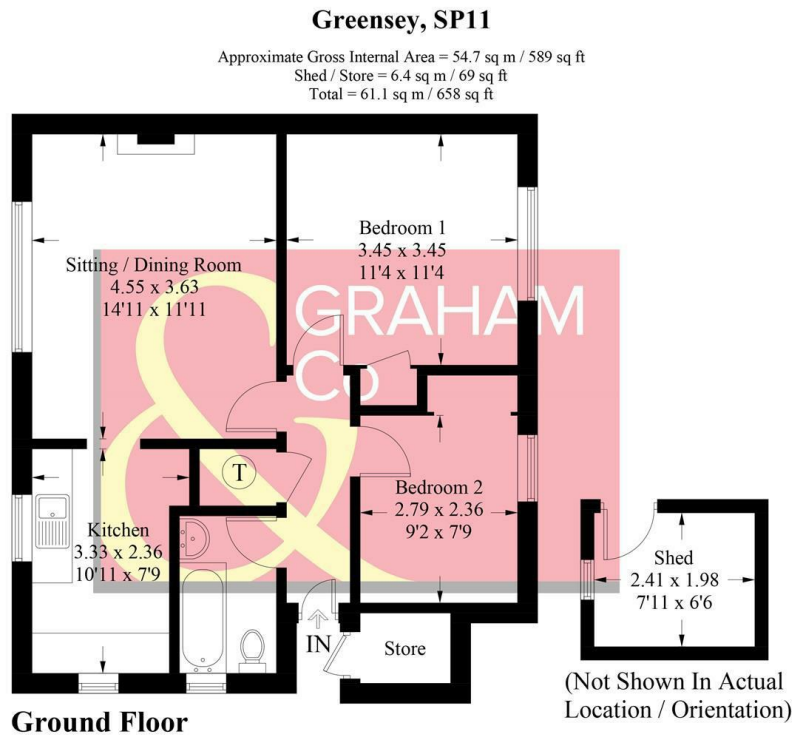 Greensey, SP11
Approximate Gross Internal Area = 54.7 sq m / 589 sq ft
Shed / Store = 6.4 sq m / 69 sq ft
Total = 61.1 sq m / 658 sq ft
Bedroom 1
3.45 x 3.45
11'4 x 11'4
Sitting / Dining Room
4.55 x 3.63
14'11 x 11'11
&
GRAHAM
Co
T
Bedroom 2
2.79 x 2.36
9'2 x 7'9
Kitchen
3.33 x 2.36
10'11 x 7'9
Shed
2.41 x 1.98
7'11 x 6'6
IN
Store
(Not Shown In Actual
Location / Orientation)
Ground Floor